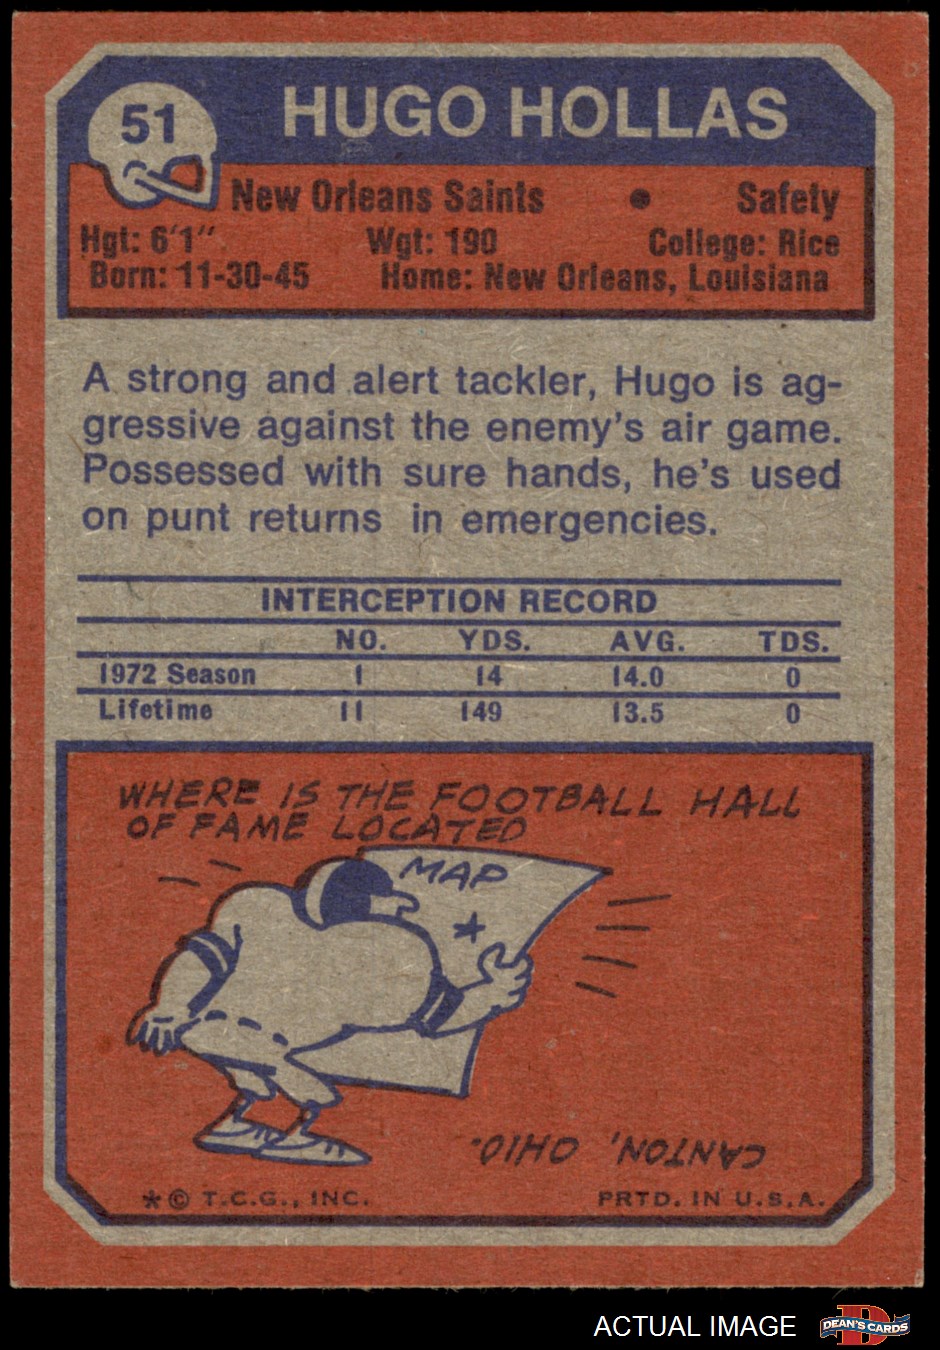 51
HUGO HOLLAS
New Orleans Saints • Safety
Hgt: 6'1" Wgt: 190 College: Rice
Born: 11-30-45 Home: New Orleans, Louisiana
A strong and alert tackler, Hugo is ag-
gressive against the enemy's air game.
Possessed with sure hands, he's used
on punt returns in emergencies.
INTERCEPTION RECORD
NO. YDS. AVG. TDS.
1972 Season 1 14 14.0 0
Lifetime 11 149 13.5 0
WHERE IS THE FOOTBALL HALL
OF FAME LOCATED
MAP
CANTON, OHIO.
*© T.C.G., INC. PRTD. IN U.S.A.
ACTUAL IMAGE
D
DEAN'S CARDS